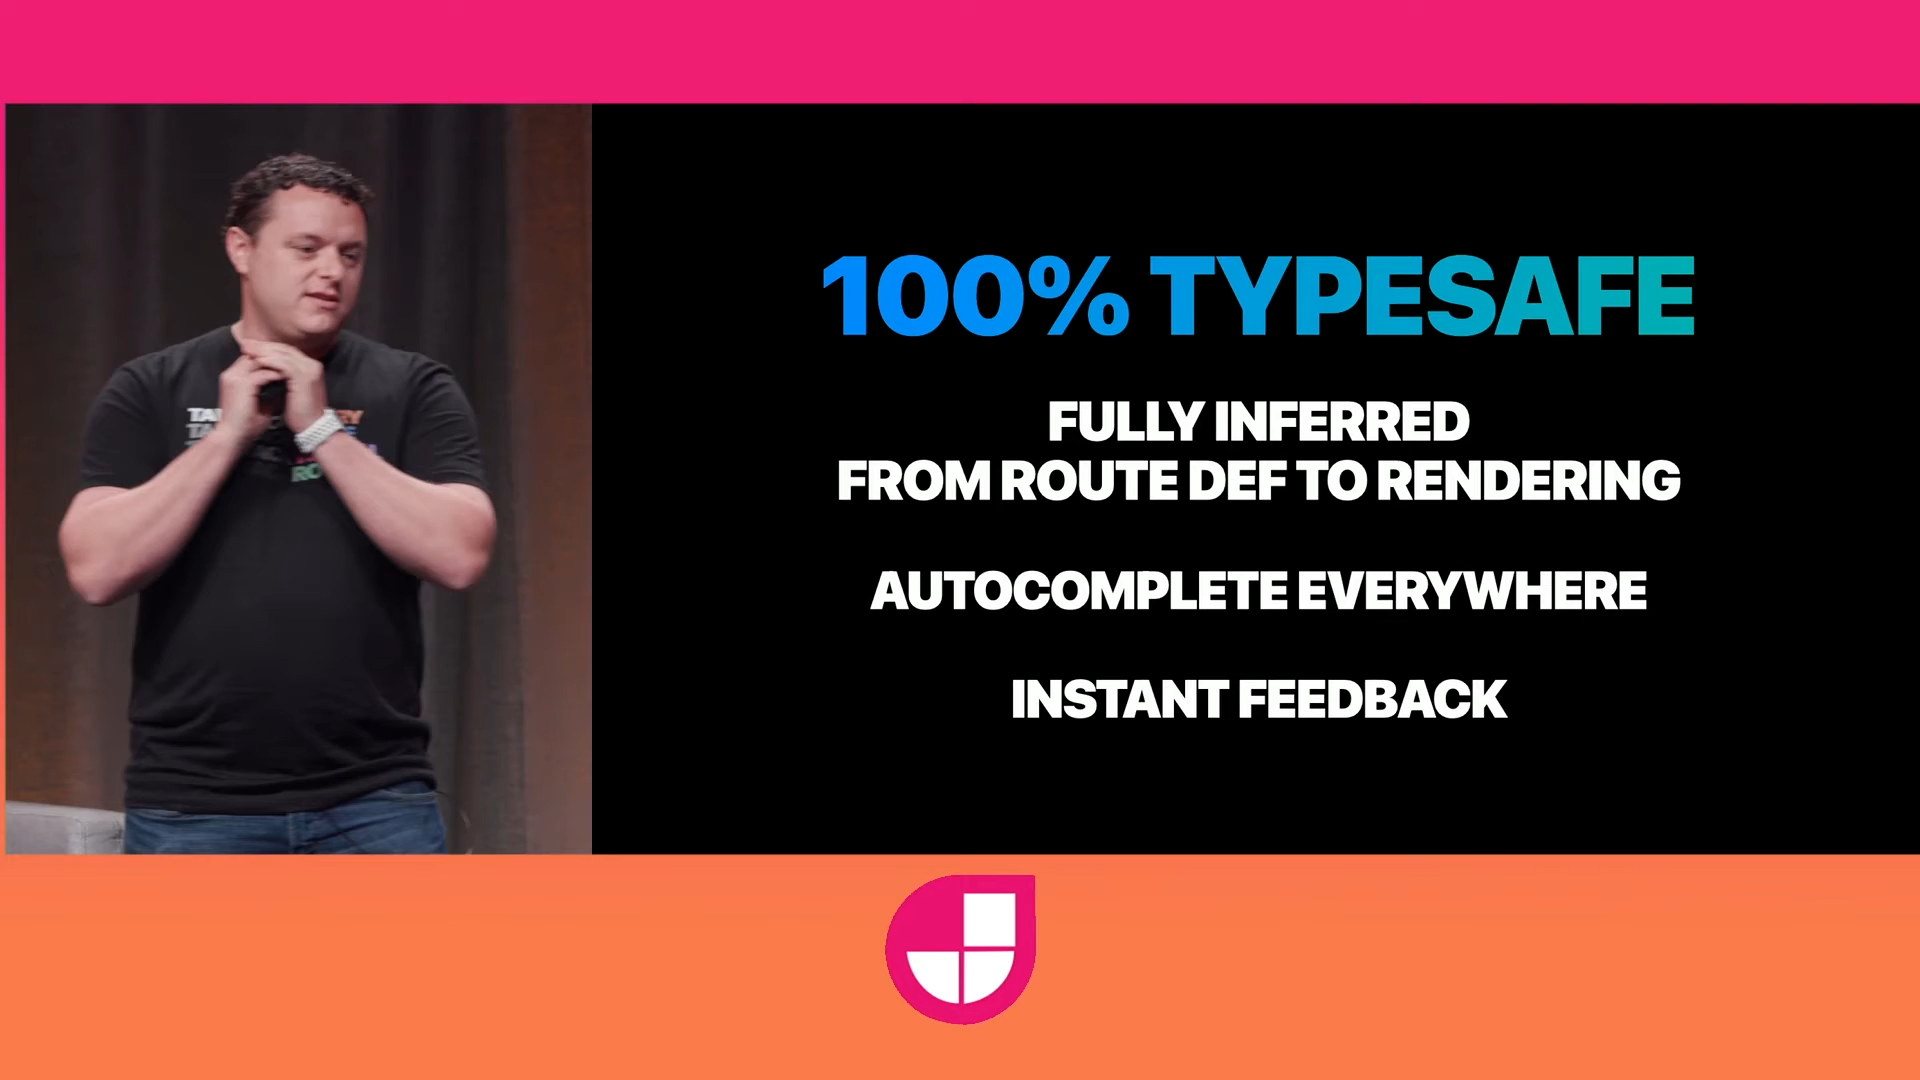 100% TYPESAFE
FULLY INFERRED
FROM ROUTE DEF TO RENDERING
AUTOCOMPLETE EVERYWHERE
INSTANT FEEDBACK